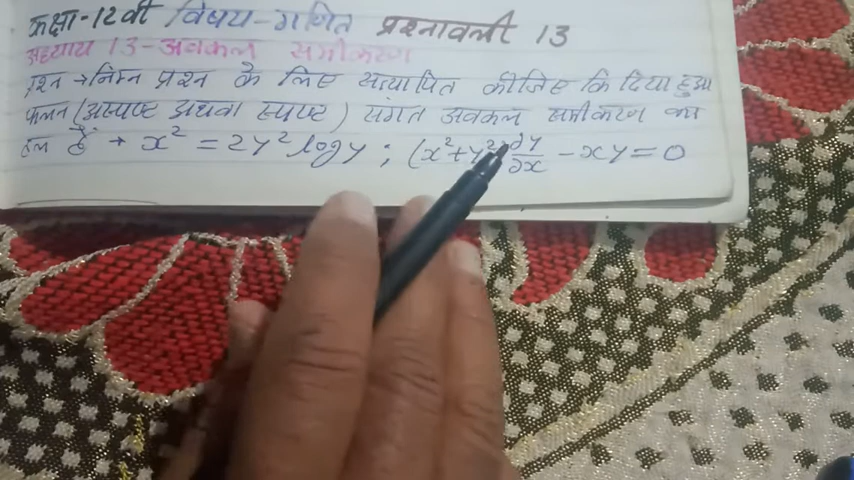 कक्षा-12वी विषय-गणित प्रश्नावली 13
अध्याय 13-अवकल समीकरण
प्रश्न → निम्न प्रश्न के लिए सत्यापित कीजिए कि दिया हुआ
फलन (अस्पष्ट अथवा स्पष्ट) संगत अवकल समीकरण का
हल है → x² = 2y² log y ; (x²+y²) dy/dx - xy = 0